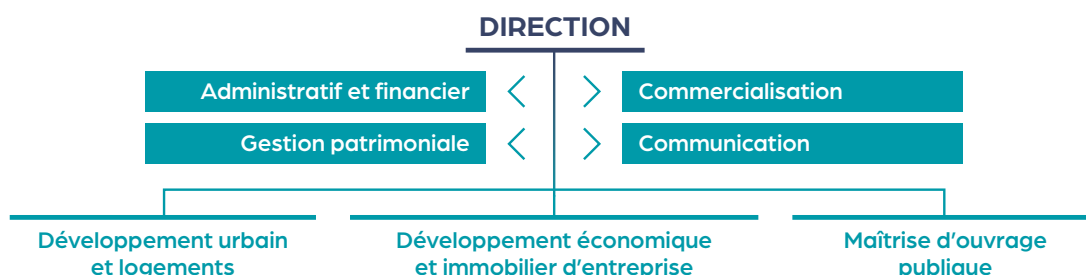 DIRECTION
Administratif et financier
Commercialisation
Gestion patrimoniale
Communication
Développement urbain
et logements
Développement économique
et immobilier d'entreprise
Maîtrise d'ouvrage
publique